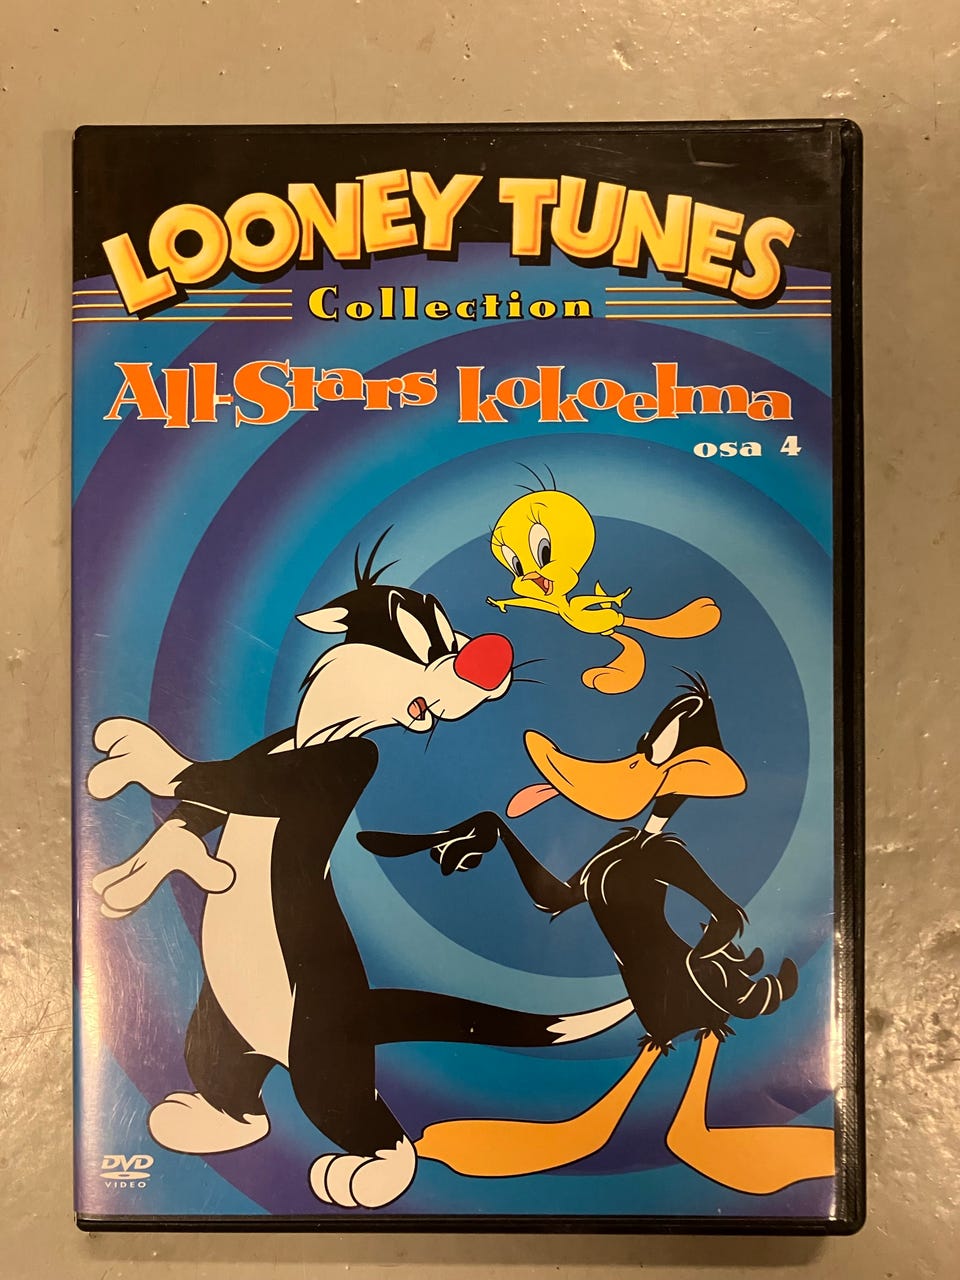 LOONEY TUNES
Collection
All-Stars kokoelma
osa 4
DVD
VIDEO